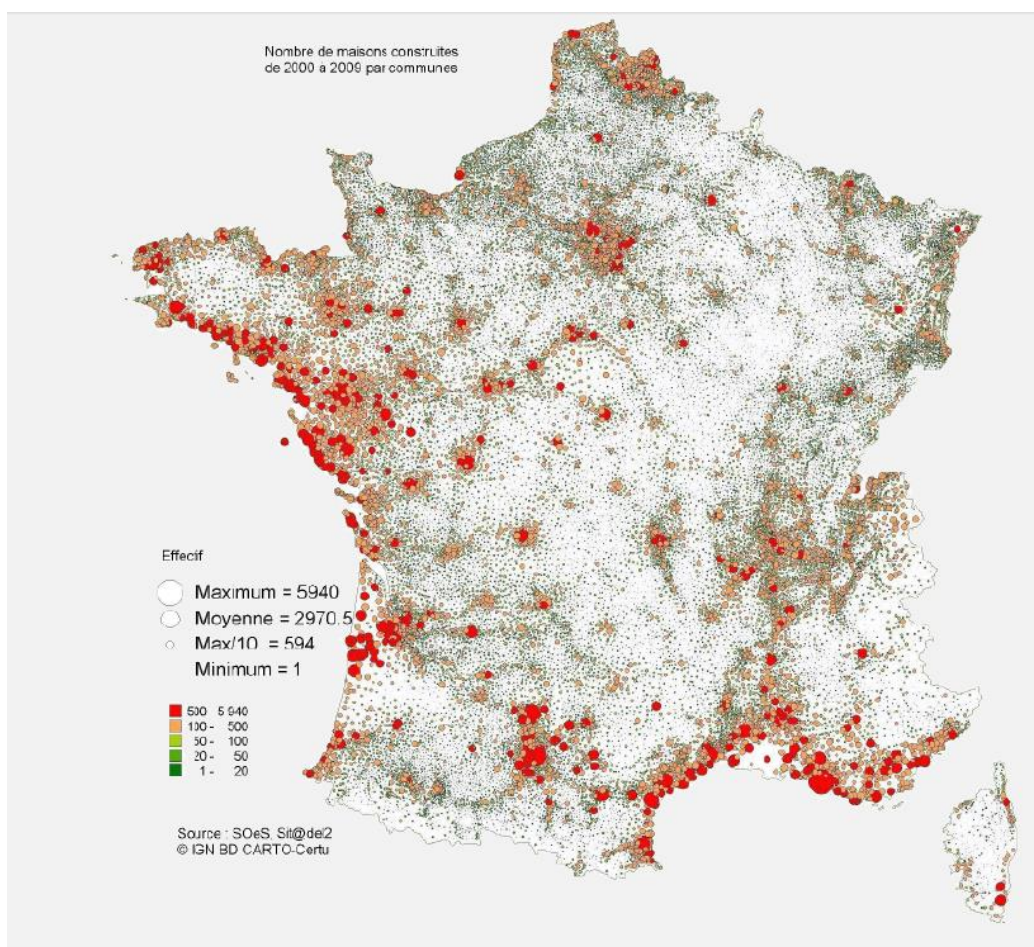 Nombre de maisons construites
de 2000 à 2009 par communes
Effectif
Maximum = 5940
Moyenne = 2970.5
Max/10 = 594
Minimum = 1
500 5 940
100 - 500
50 - 100
20 - 50
1 - 20
Source : SOeS, Sit@del2
© IGN BD CARTO-Certu